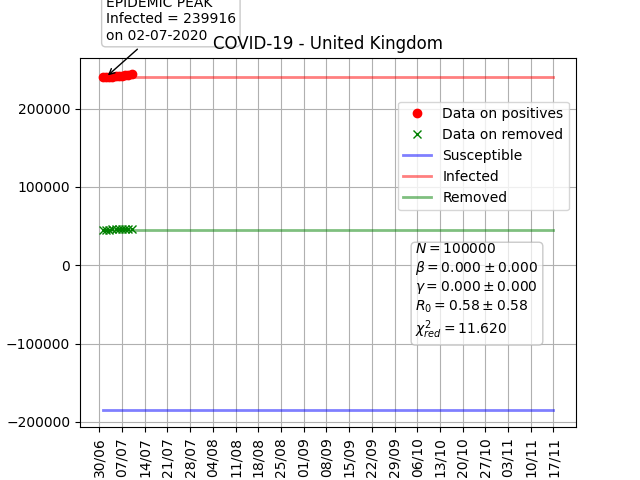 EPIDEMIC PEAK
Infected = 239916
on 02-07-2020
COVID-19 - United Kingdom
200000
100000
0
−100000
−200000
Data on positives
Data on removed
Susceptible
Infected
Removed
N = 100000
β = 0.000 ± 0.000
γ = 0.000 ± 0.000
R₀ = 0.58 ± 0.58
χ²red = 11.620
30/06
07/07
14/07
21/07
28/07
04/08
11/08
18/08
25/08
01/09
08/09
15/09
22/09
29/09
06/10
13/10
20/10
27/10
03/11
10/11
17/11